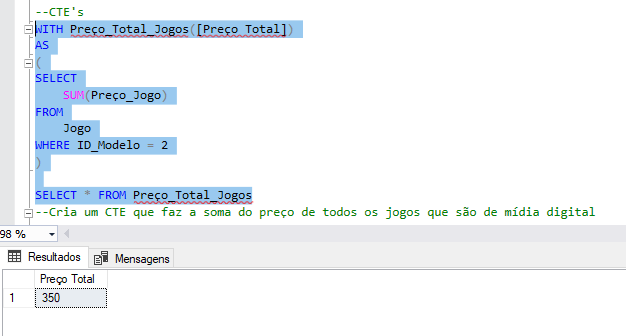 --CTE's
WITH Preço_Total_Jogos([Preço Total])
AS
(
SELECT
SUM(Preço_Jogo)
FROM
Jogo
WHERE ID_Modelo = 2
)
SELECT * FROM Preço_Total_Jogos
--Cria um CTE que faz a soma do preço de todos os jogos que são de mídia digital
98 %
Resultados Mensagens
Preço Total
1 350